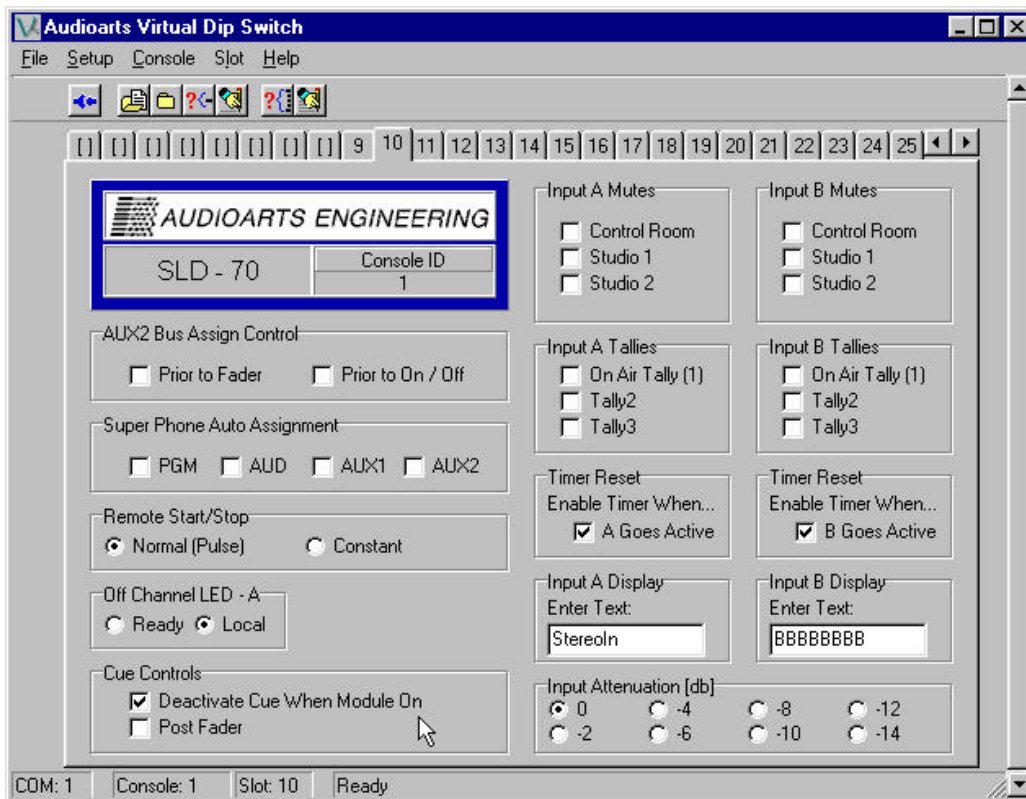 Audioarts Virtual Dip Switch
File Setup Console Slot Help
[ ] [ ] [ ] [ ] [ ] [ ] [ ] [ ] 9 10 11 12 13 14 15 16 17 18 19 20 21 22 23 24 25
AUDIOARTS ENGINEERING
SLD - 70
Console ID
1
AUX2 Bus Assign Control
Prior to Fader Prior to On / Off
Super Phone Auto Assignment
PGM AUD AUX1 AUX2
Remote Start/Stop
Normal (Pulse) Constant
Off Channel LED - A
Ready Local
Cue Controls
Deactivate Cue When Module On
Post Fader
Input A Mutes
Control Room
Studio 1
Studio 2
Input B Mutes
Control Room
Studio 1
Studio 2
Input A Tallies
On Air Tally (1)
Tally2
Tally3
Input B Tallies
On Air Tally (1)
Tally2
Tally3
Timer Reset
Enable Timer When...
A Goes Active
Timer Reset
Enable Timer When...
B Goes Active
Input A Display
Enter Text:
StereoIn
Input B Display
Enter Text:
BBBBBBBB
Input Attenuation [db]
0 -4 -8 -12
-2 -6 -10 -14
COM: 1 Console: 1 Slot: 10 Ready